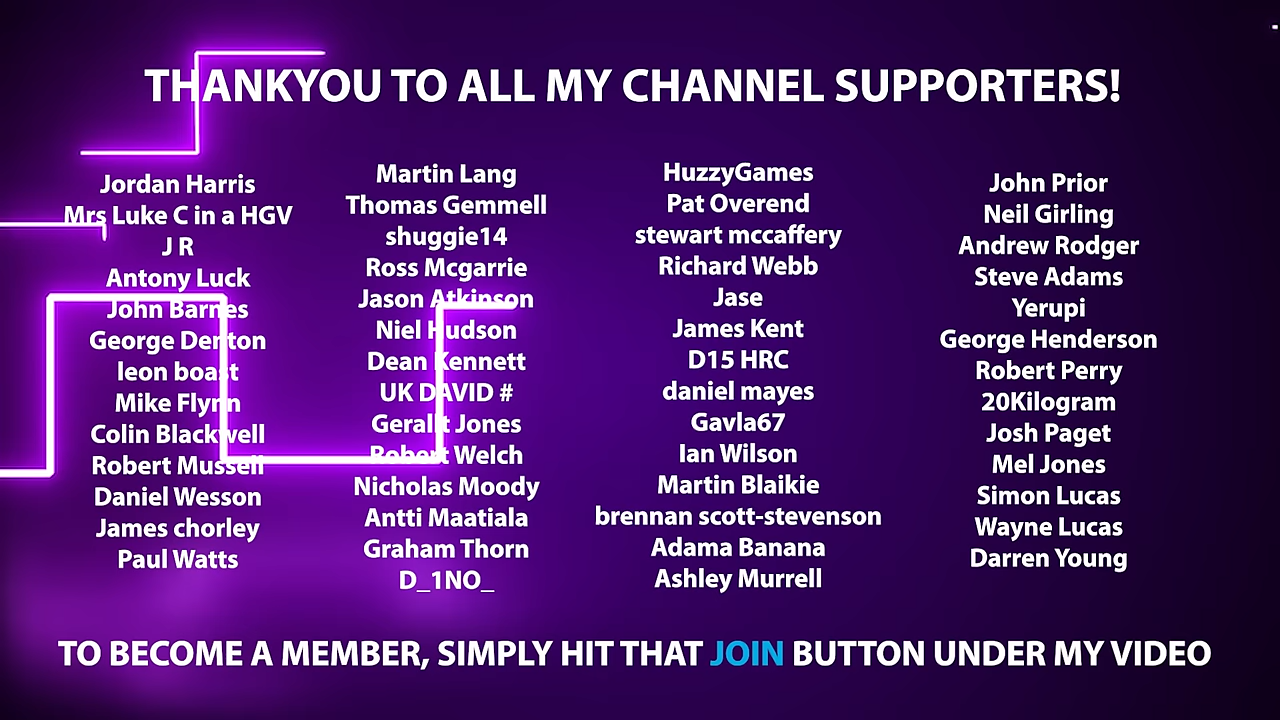 THANKYOU TO ALL MY CHANNEL SUPPORTERS!
Jordan Harris
Mrs Luke C in a HGV
J R
Antony Luck
John Barnes
George Denton
leon boast
Mike Flynn
Colin Blackwell
Robert Mussell
Daniel Wesson
James chorley
Paul Watts
Martin Lang
Thomas Gemmell
shuggie14
Ross Mcgarrie
Jason Atkinson
Niel Hudson
Dean Kennett
UK DAVID #
Gerallt Jones
Robert Welch
Nicholas Moody
Antti Maatiala
Graham Thorn
D_1NO_
HuzzyGames
Pat Overend
stewart mccaffery
Richard Webb
Jase
James Kent
D15 HRC
daniel mayes
Gavla67
Ian Wilson
Martin Blaikie
brennan scott-stevenson
Adama Banana
Ashley Murrell
John Prior
Neil Girling
Andrew Rodger
Steve Adams
Yerupi
George Henderson
Robert Perry
20Kilogram
Josh Paget
Mel Jones
Simon Lucas
Wayne Lucas
Darren Young
TO BECOME A MEMBER, SIMPLY HIT THAT JOIN BUTTON UNDER MY VIDEO